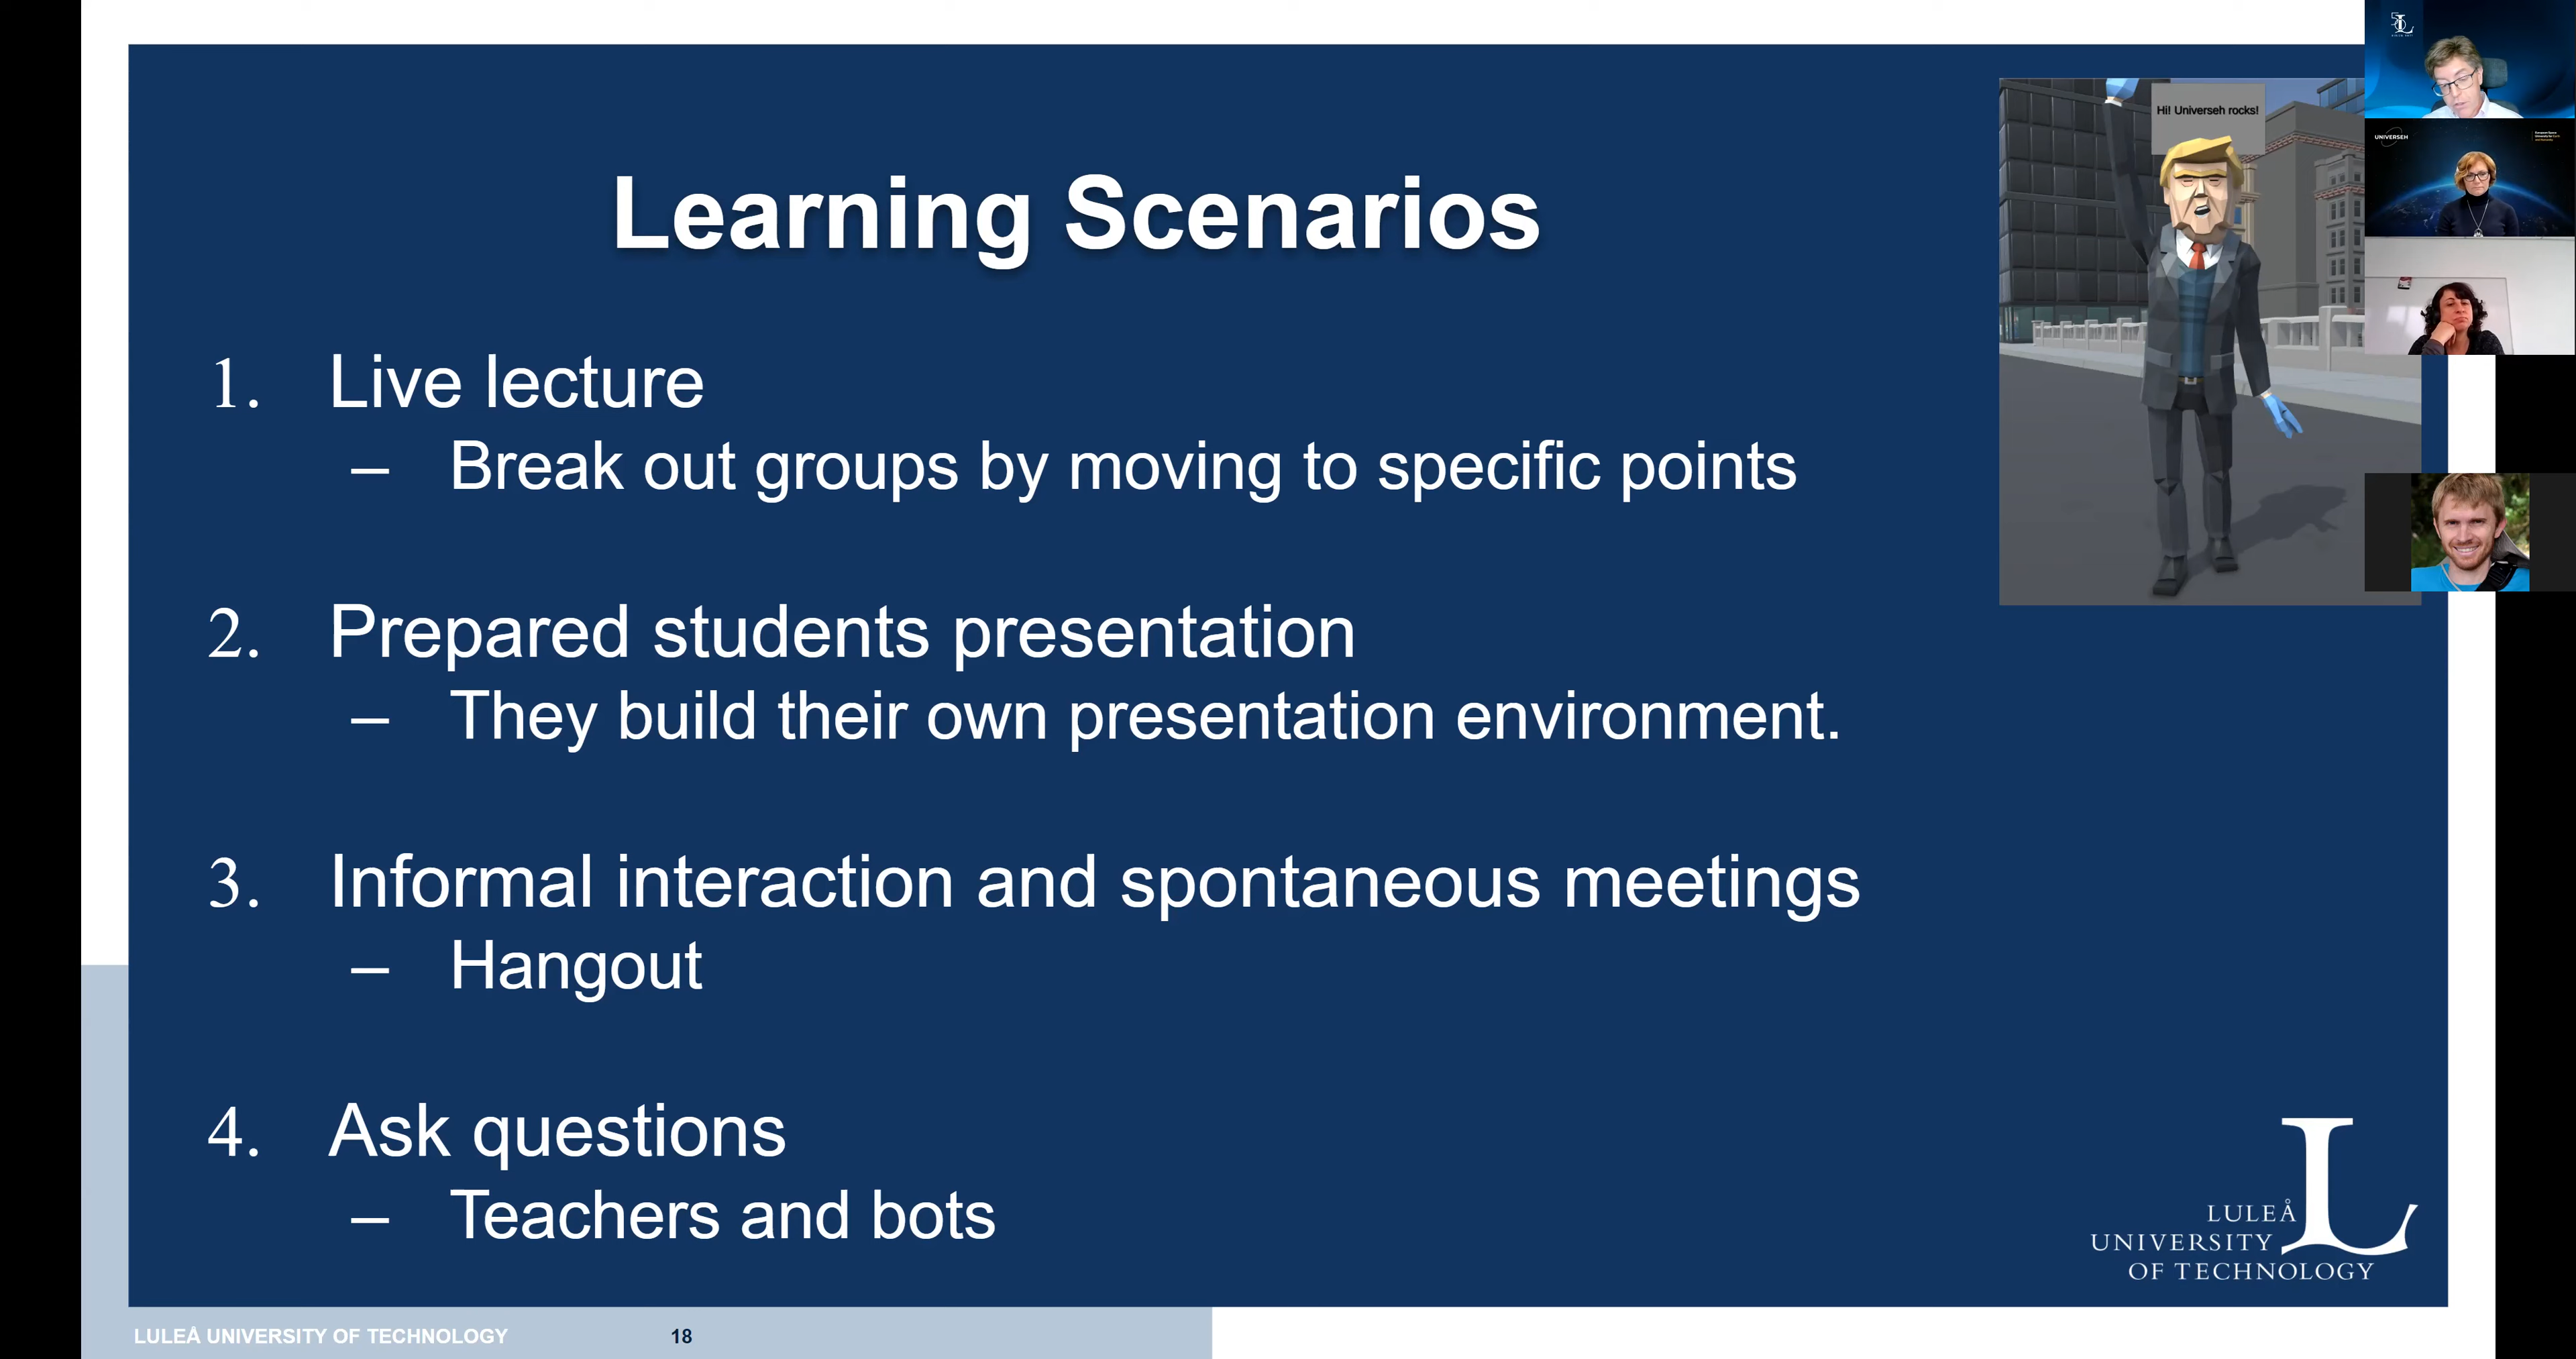 Learning Scenarios
1. Live lecture
– Break out groups by moving to specific points
2. Prepared students presentation
– They build their own presentation environment.
3. Informal interaction and spontaneous meetings
– Hangout
4. Ask questions
– Teachers and bots
Hi! Universeh rocks!
UNIVERSEH
LULEÅ
UNIVERSITY
OF TECHNOLOGY
LULEÅ UNIVERSITY OF TECHNOLOGY
18